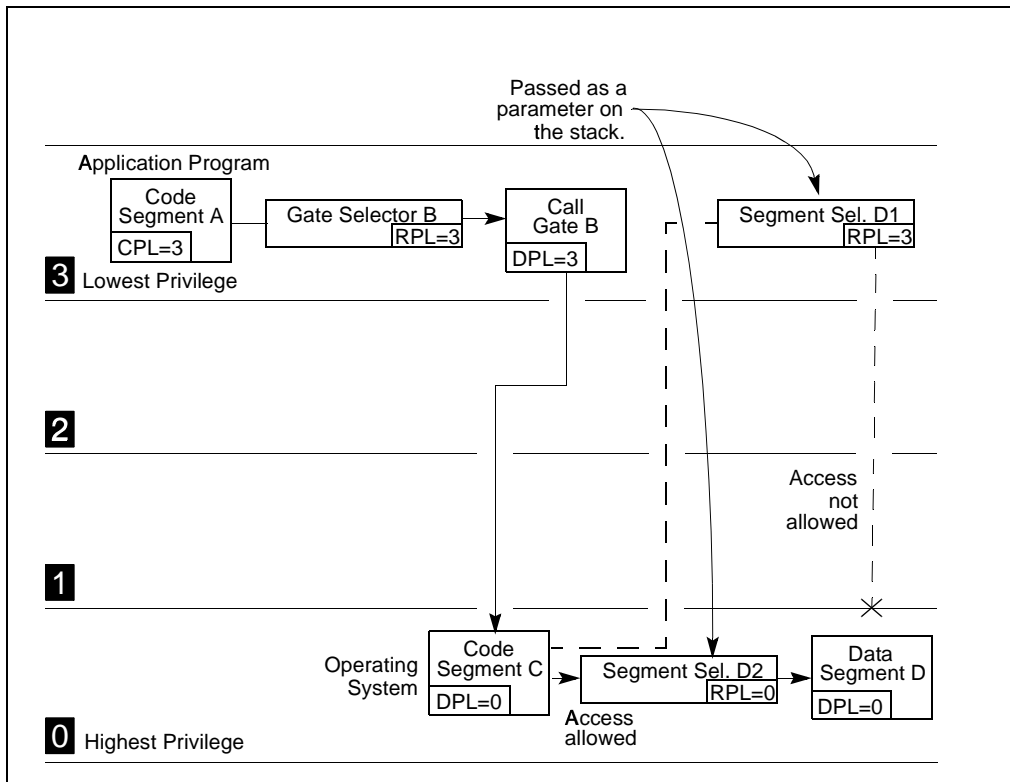 Passed as a
parameter on
the stack.
Application Program
Code
Segment A
CPL=3
Gate Selector B
RPL=3
Call
Gate B
DPL=3
Segment Sel. D1
RPL=3
3 Lowest Privilege
2
Access
not
allowed
1
Operating
System
Code
Segment C
DPL=0
Access
allowed
Segment Sel. D2
RPL=0
Data
Segment D
DPL=0
0 Highest Privilege